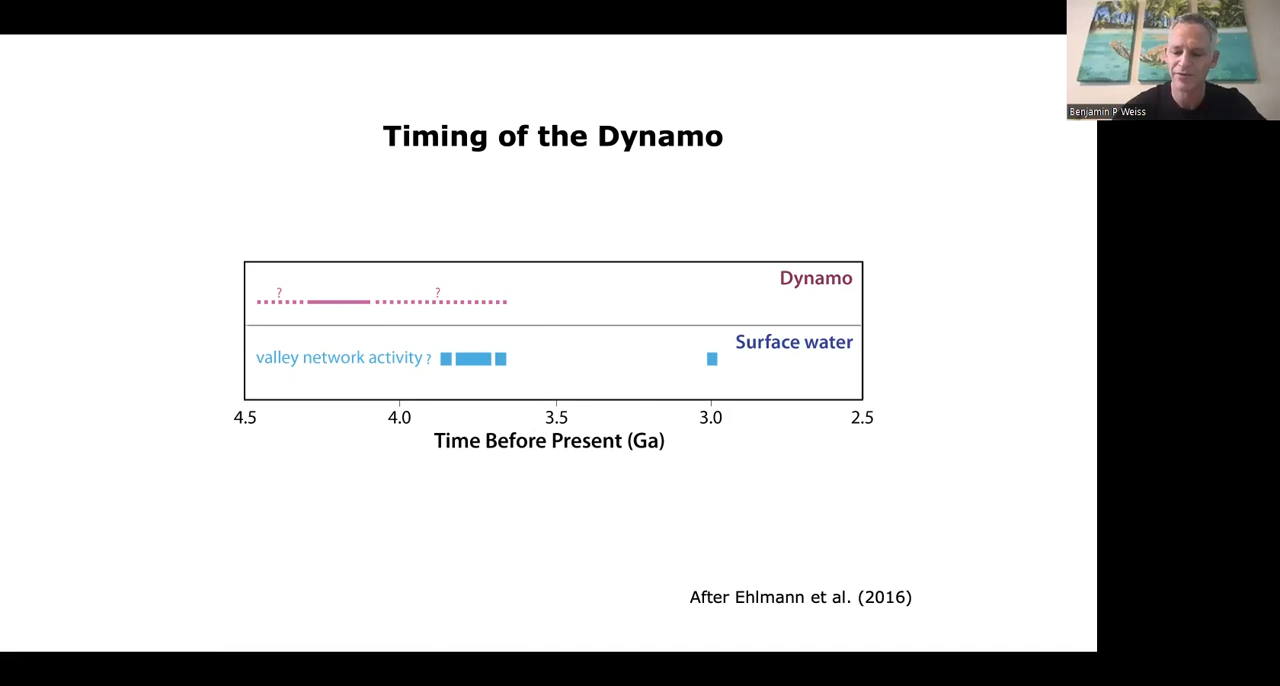 Benjamin P Weiss
Timing of the Dynamo
Dynamo
? ?
Surface water
valley network activity ?
4.5 4.0 3.5 3.0 2.5
Time Before Present (Ga)
After Ehlmann et al. (2016)